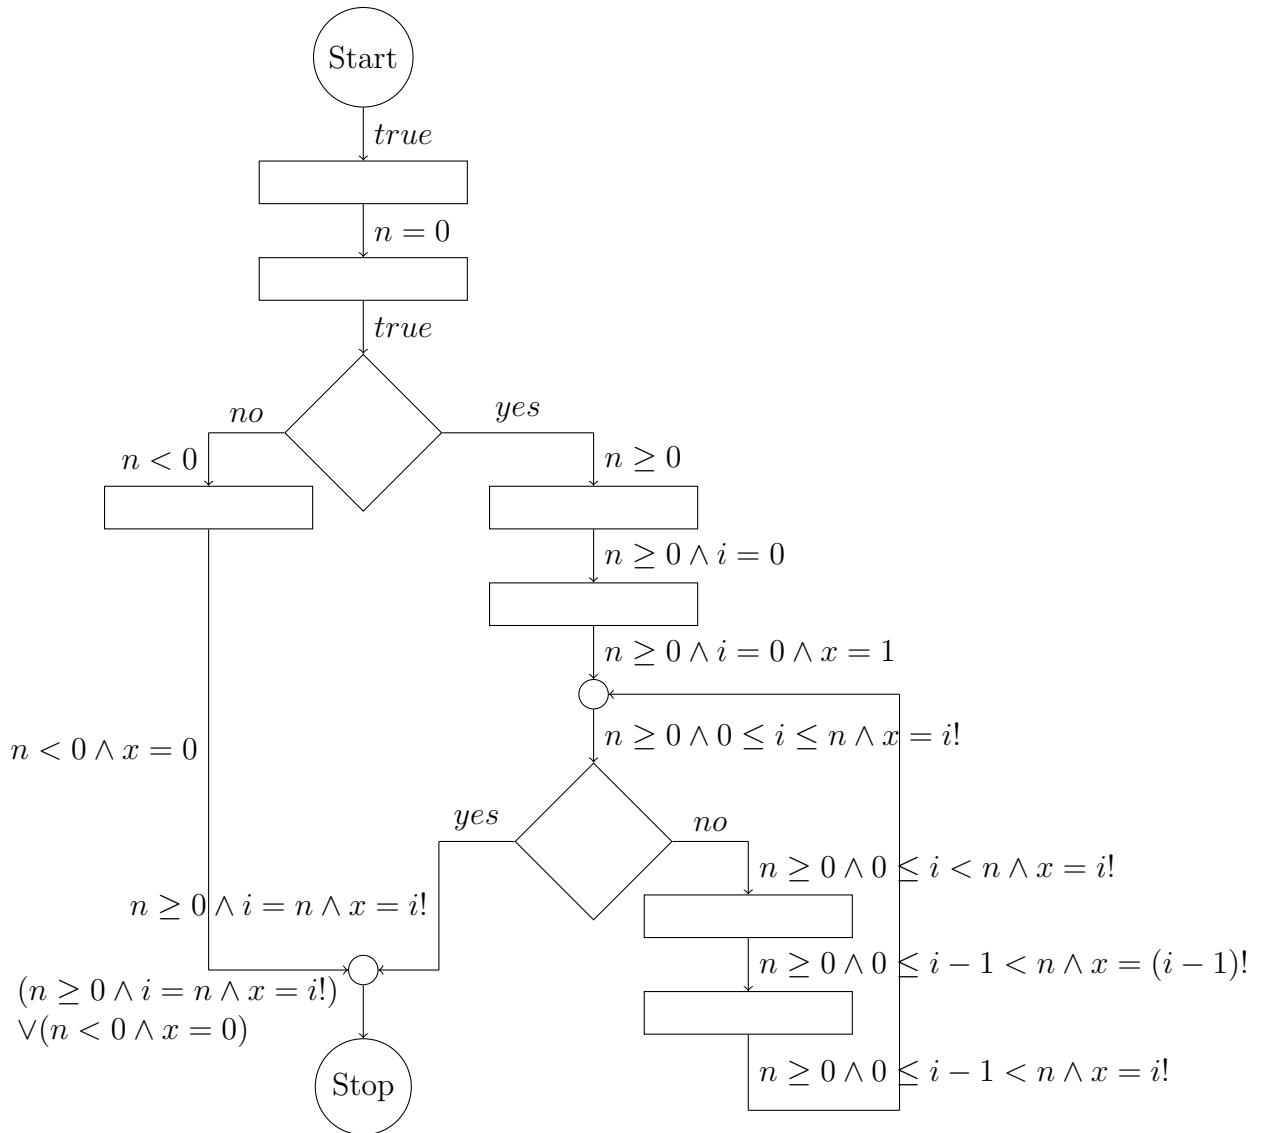 Start
true
n = 0
true
no
yes
n < 0
n ≥ 0
n ≥ 0 ∧ i = 0
n ≥ 0 ∧ i = 0 ∧ x = 1
n ≥ 0 ∧ 0 ≤ i ≤ n ∧ x = i!
n < 0 ∧ x = 0
yes
no
n ≥ 0 ∧ 0 ≤ i < n ∧ x = i!
n ≥ 0 ∧ i = n ∧ x = i!
n ≥ 0 ∧ 0 ≤ i − 1 < n ∧ x = (i − 1)!
(n ≥ 0 ∧ i = n ∧ x = i!)
∨(n < 0 ∧ x = 0)
n ≥ 0 ∧ 0 ≤ i − 1 < n ∧ x = i!
Stop